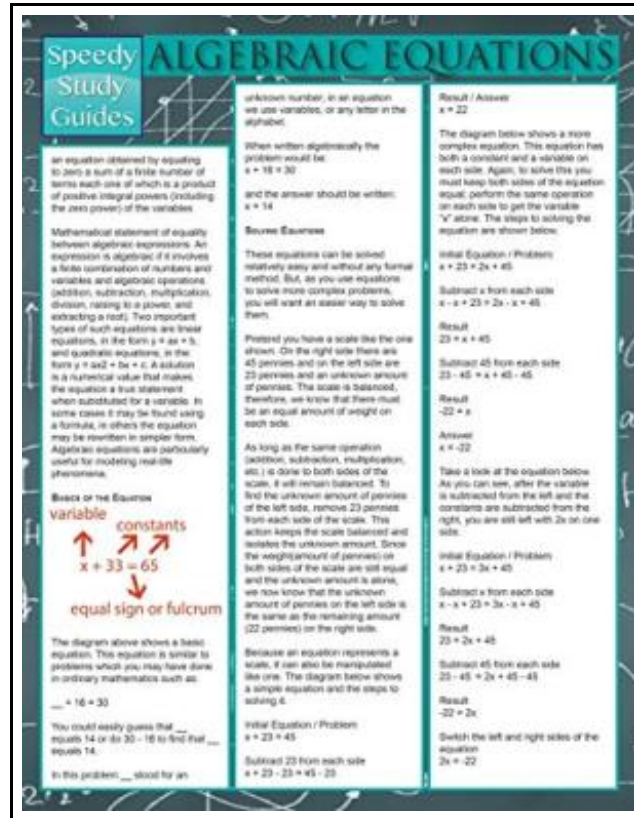 Speedy
Study
Guides
ALGEBRAIC EQUATIONS
an equation obtained by equating
to zero a sum of a finite number of
terms each one of which is a product
of positive integral powers (including
the zero power) of the variables
Mathematical statement of equality
between algebraic expressions. An
expression is algebraic if it involves
a finite combination of numbers and
variables and algebraic operations
(addition, subtraction, multiplication,
division, raising to a power, and
extracting a root). Two important
types of such equations are linear
equations, in the form y = ax + b,
and quadratic equations, in the
form y = ax2 + bx + c. A solution
is a numerical value that makes
the equation a true statement
when substituted for a variable. In
some cases it may be found using
a formula; in others the equation
may be rewritten in simpler form.
Algebraic equations are particularly
useful for modeling real-life
phenomena.
BASICS OF THE EQUATION
variable
constants
x + 33 = 65
equal sign or fulcrum
The diagram above shows a basic
equation. This equation is similar to
problems which you may have done
in ordinary mathematics such as:
__ + 16 = 30
You could easily guess that __
equals 14 or do 30 - 16 to find that __
equals 14.
In this problem __ stood for an
unknown number; in an equation
we use variables, or any letter in the
alphabet.
When written algebraically the
problem would be:
x + 16 = 30
and the answer should be written:
x = 14
SOLVING EQUATIONS
These equations can be solved
relatively easy and without any formal
method. But, as you use equations
to solve more complex problems,
you will want an easier way to solve
them.
Pretend you have a scale like the one
shown. On the right side there are
45 pennies and on the left side are
23 pennies and an unknown amount
of pennies. The scale is balanced,
therefore, we know that there must
be an equal amount of weight on
each side.
As long as the same operation
(addition, subtraction, multiplication,
etc.) is done to both sides of the
scale, it will remain balanced. To
find the unknown amount of pennies
of the left side, remove 23 pennies
from each side of the scale. This
action keeps the scale balanced and
isolates the unknown amount. Since
the weight(amount of pennies) on
both sides of the scale are still equal
and the unknown amount is alone,
we now know that the unknown
amount of pennies on the left side is
the same as the remaining amount
(22 pennies) on the right side.
Because an equation represents a
scale, it can also be manipulated
like one. The diagram below shows
a simple equation and the steps to
solving it.
Initial Equation / Problem
x + 23 = 45
Subtract 23 from each side
x + 23 - 23 = 45 - 23
Result / Answer
x = 22
The diagram below shows a more
complex equation. This equation has
both a constant and a variable on
each side. Again, to solve this you
must keep both sides of the equation
equal; perform the same operation
on each side to get the variable
"x" alone. The steps to solving the
equation are shown below.
Initial Equation / Problem
x + 23 = 2x + 45
Subtract x from each side
x - x + 23 = 2x - x + 45
Result
23 = x + 45
Subtract 45 from each side
23 - 45 = x + 45 - 45
Result
-22 = x
Answer
x = -22
Take a look at the equation below.
As you can see, after the variable
is subtracted from the left and the
constants are subtracted from the
right, you are still left with 2x on one
side.
Initial Equation / Problem
x + 23 = 3x + 45
Subtract x from each side
x - x + 23 = 3x - x + 45
Result
23 = 2x + 45
Subtract 45 from each side
23 - 45 = 2x + 45 - 45
Result
-22 = 2x
Switch the left and right sides of the
equation
2x = -22